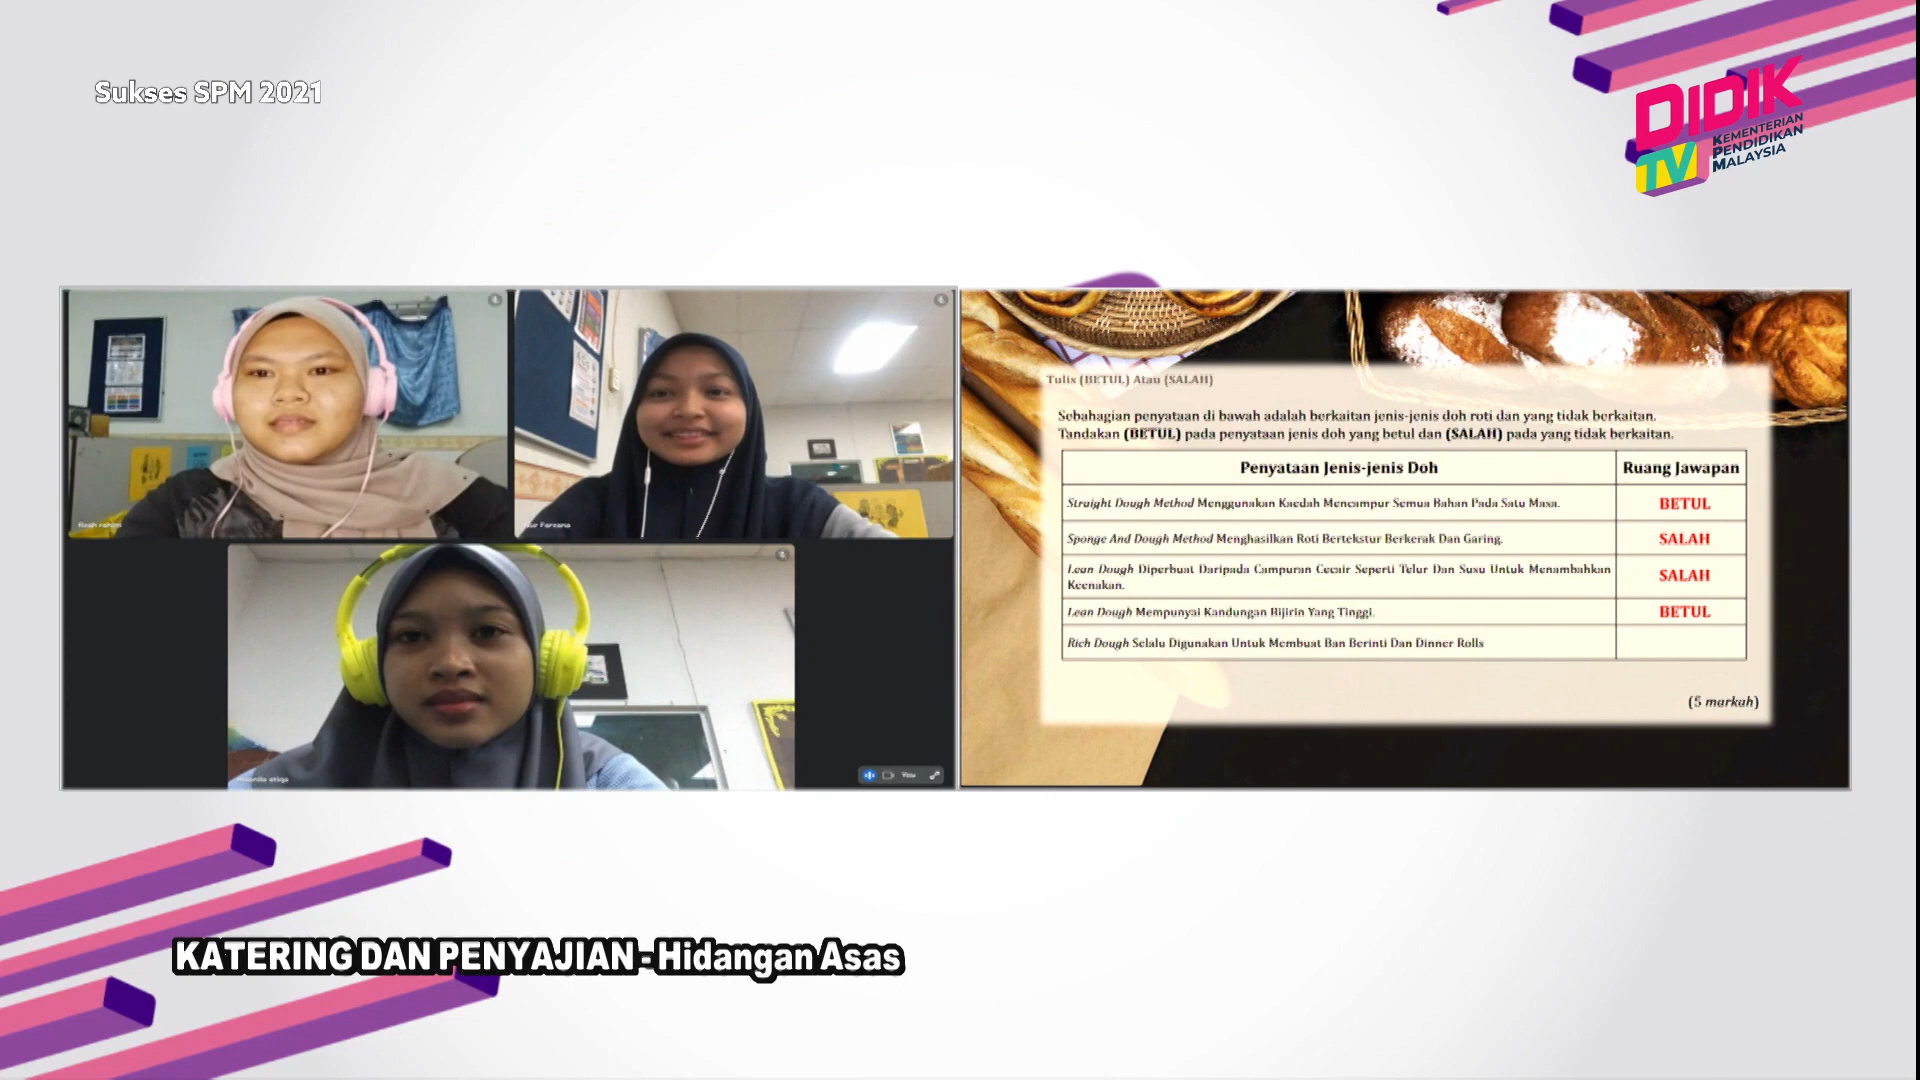 Sukses SPM 2021
DIDIK
TV
KEMENTERIAN
PENDIDIKAN
MALAYSIA
Nur Farzana
View
Tulis (BETUL) Atau (SALAH)
Sebahagian penyataan di bawah adalah berkaitan jenis-jenis doh roti dan yang tidak berkaitan.
Tandakan (BETUL) pada penyataan jenis doh yang betul dan (SALAH) pada yang tidak berkaitan.
Penyataan Jenis-jenis Doh Ruang Jawapan
Straight Dough Method Menggunakan Kaedah Mencampur Semua Bahan Pada Satu Masa. BETUL
Sponge And Dough Method Menghasilkan Roti Bertekstur Berkerak Dan Garing. SALAH
Lean Dough Diperbuat Daripada Campuran Cecair Seperti Telur Dan Susu Untuk Menambahkan
Keenakan. SALAH
Lean Dough Mempunyai Kandungan Bijirin Yang Tinggi. BETUL
Rich Dough Selalu Digunakan Untuk Membuat Ban Berinti Dan Dinner Rolls
(5 markah)
KATERING DAN PENYAJIAN - Hidangan Asas